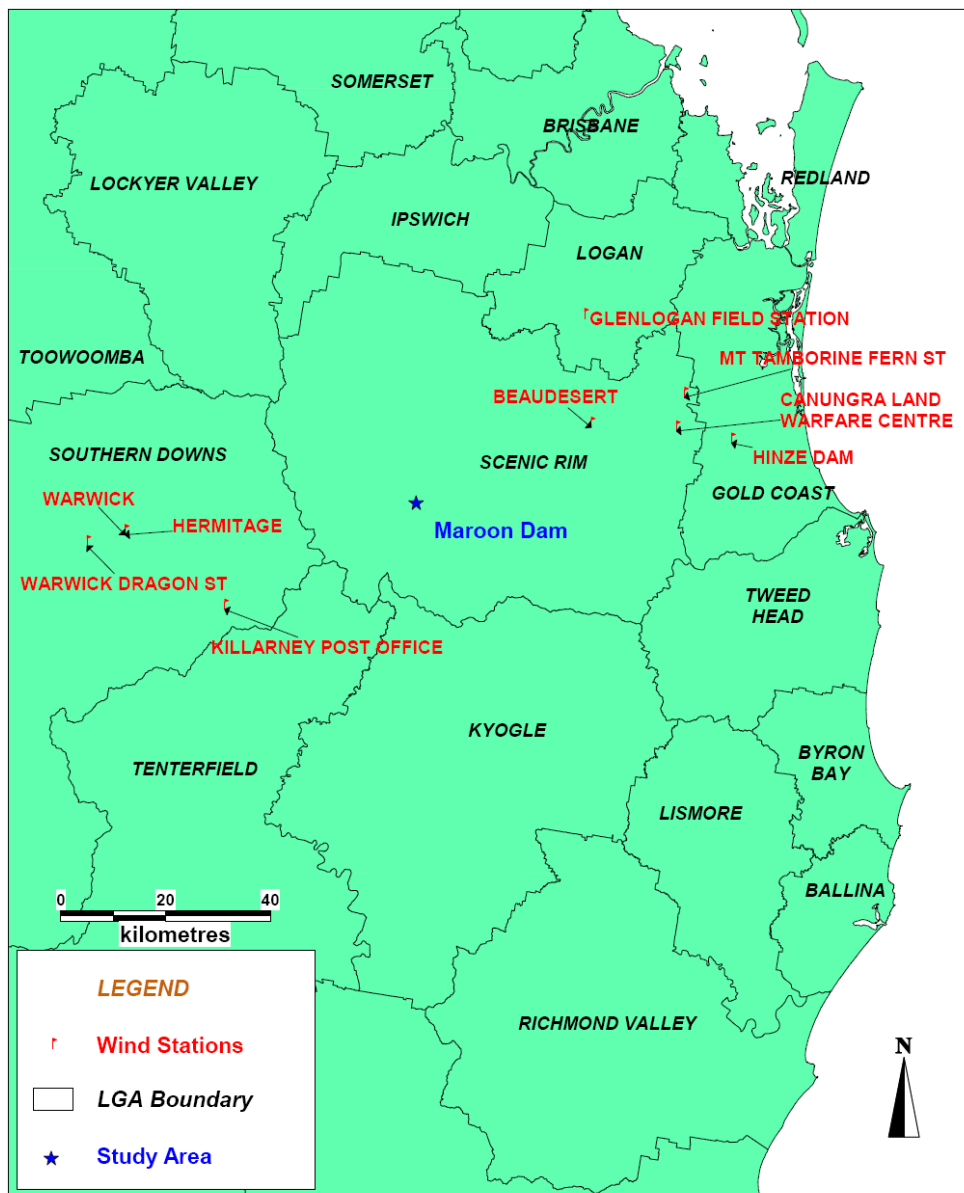 SOMERSET
BRISBANE
LOCKYER VALLEY
REDLAND
IPSWICH
LOGAN
GLENLOGAN FIELD STATION
TOOWOOMBA
MT TAMBORINE FERN ST
BEAUDESERT
CANUNGRA LAND
WARFARE CENTRE
SOUTHERN DOWNS
SCENIC RIM
HINZE DAM
GOLD COAST
WARWICK
HERMITAGE
Maroon Dam
WARWICK DRAGON ST
TWEED
HEAD
KILLARNEY POST OFFICE
KYOGLE
BYRON
BAY
TENTERFIELD
LISMORE
BALLINA
0 20 40
kilometres
LEGEND
Wind Stations
LGA Boundary
Study Area
RICHMOND VALLEY
N